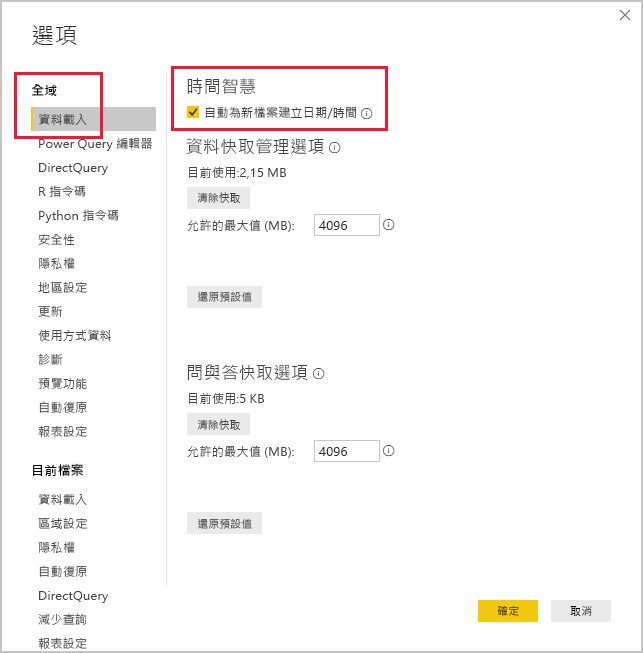 選項
全域
資料載入
Power Query 編輯器
DirectQuery
R 指令碼
Python 指令碼
安全性
隱私權
地區設定
更新
使用方式資料
診斷
預覽功能
自動復原
報表設定
目前檔案
資料載入
區域設定
隱私權
自動復原
DirectQuery
減少查詢
報表設定
時間智慧
自動為新檔案建立日期/時間
資料快取管理選項
目前使用:2,15 MB
清除快取
允許的最大值 (MB): 4096
還原預設值
問與答快取選項
目前使用:5 KB
清除快取
允許的最大值 (MB): 4096
還原預設值
確定 取消